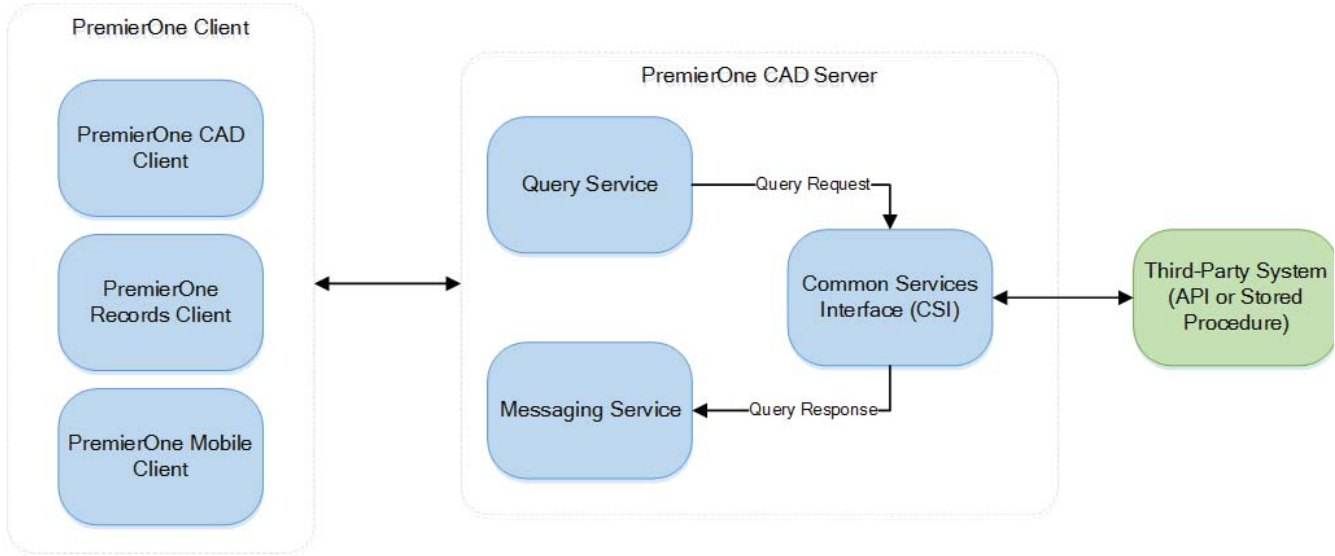 PremierOne Client
PremierOne CAD
Client
PremierOne
Records Client
PremierOne Mobile
Client
PremierOne CAD Server
Query Service
Query Request
Common Services
Interface (CSI)
Messaging Service
Query Response
Third-Party System
(API or Stored
Procedure)